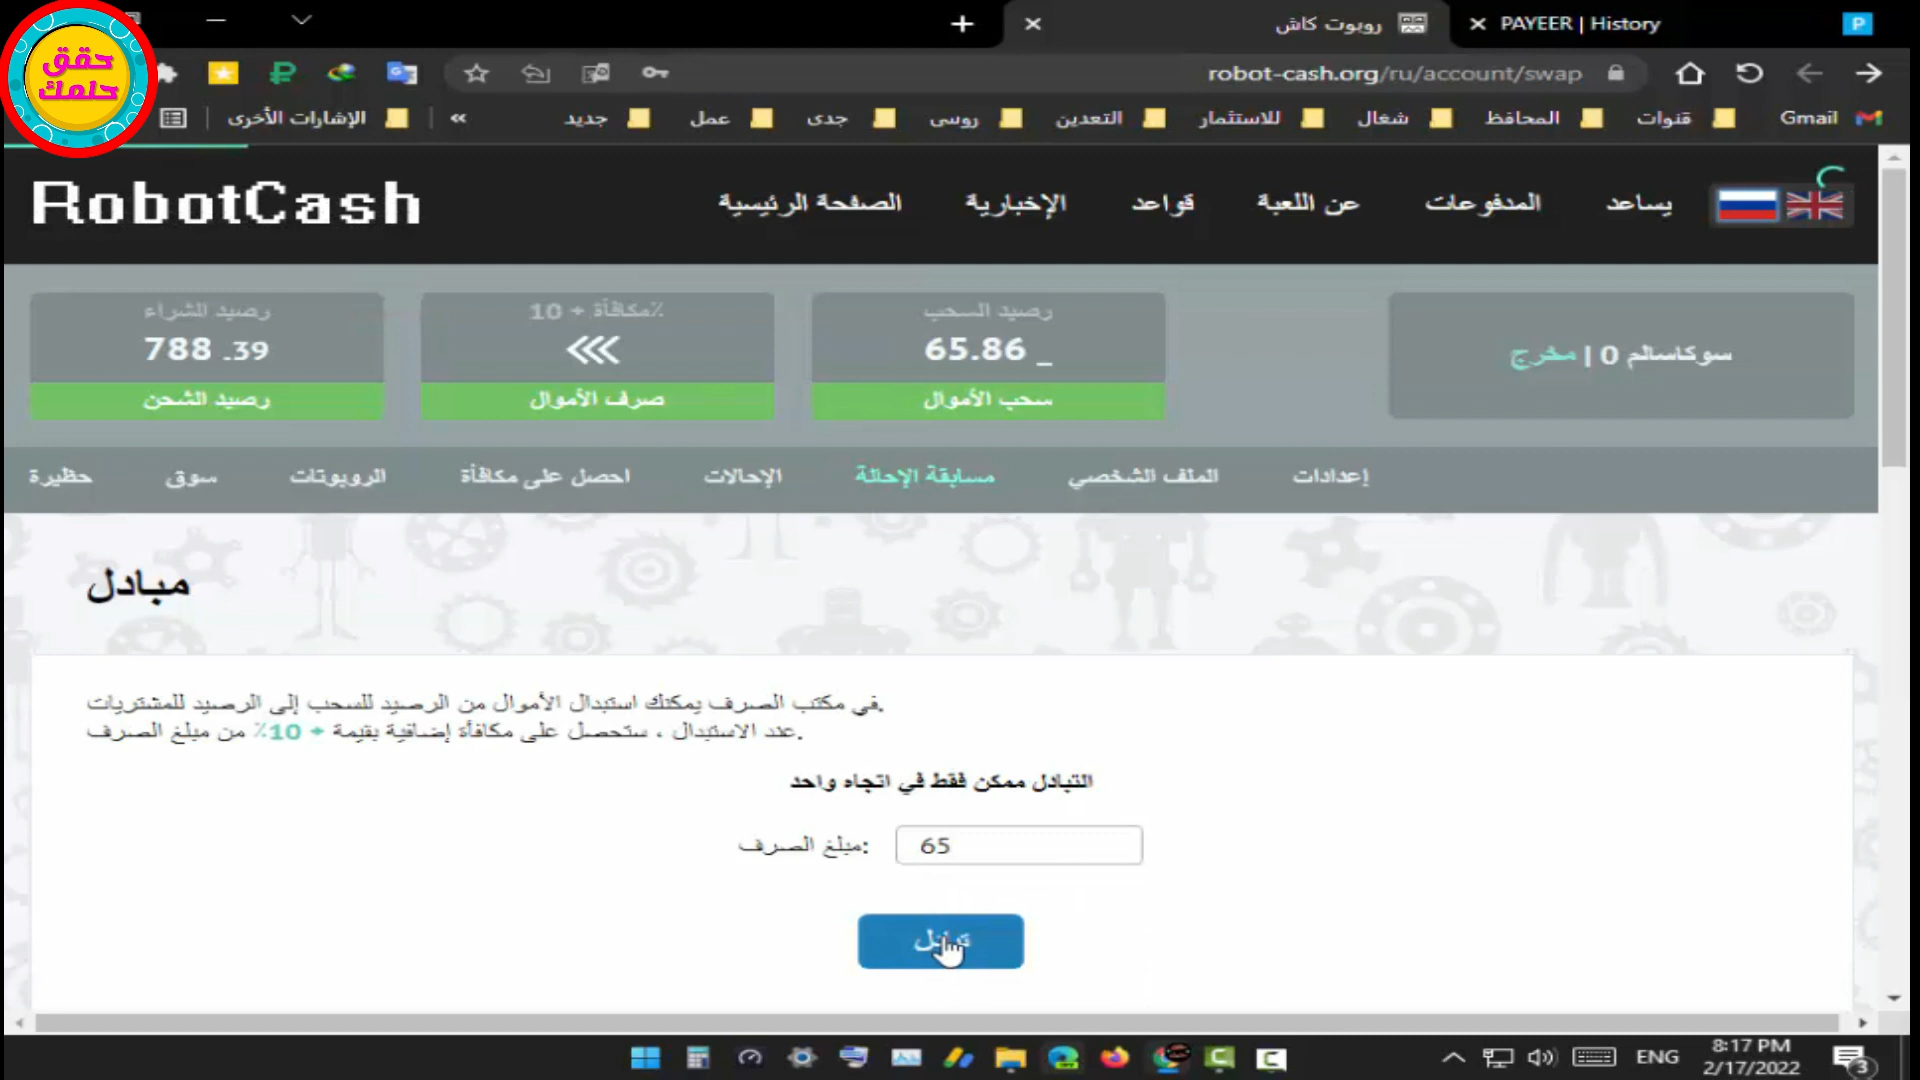 حقق
حلمك
روبوت كاش
PAYEER | History
robot-cash.org/ru/account/swap
الإشارات الأخرى
»
جديد
عمل
جدى
روسى
التعدين
للاستثمار
شغال
المحافظ
قنوات
Gmail
RobotCash
الصفحة الرئيسية
الإخبارية
قواعد
عن اللعبة
المدفوعات
يساعد
رصيد للشراء
788 .39
رصيد الشحن
٪مكافأة + 10
صرف الأموال
رصيد السحب
65.86 _
سحب الأموال
سوكاسالم 0 | مخرج
حظيرة
سوق
الروبوتات
احصل على مكافأة
الإحالات
مسابقة الإحالة
الملف الشخصي
إعدادات
مبادل
.في مكتب الصرف يمكنك استبدال الأموال من الرصيد للسحب إلى الرصيد للمشتريات
.عند الاستبدال ، ستحصل على مكافأة إضافية بقيمة + 10٪ من مبلغ الصرف
التبادل ممكن فقط في اتجاه واحد
:مبلغ الصرف
65
ENG
8:17 PM
2/17/2022
3